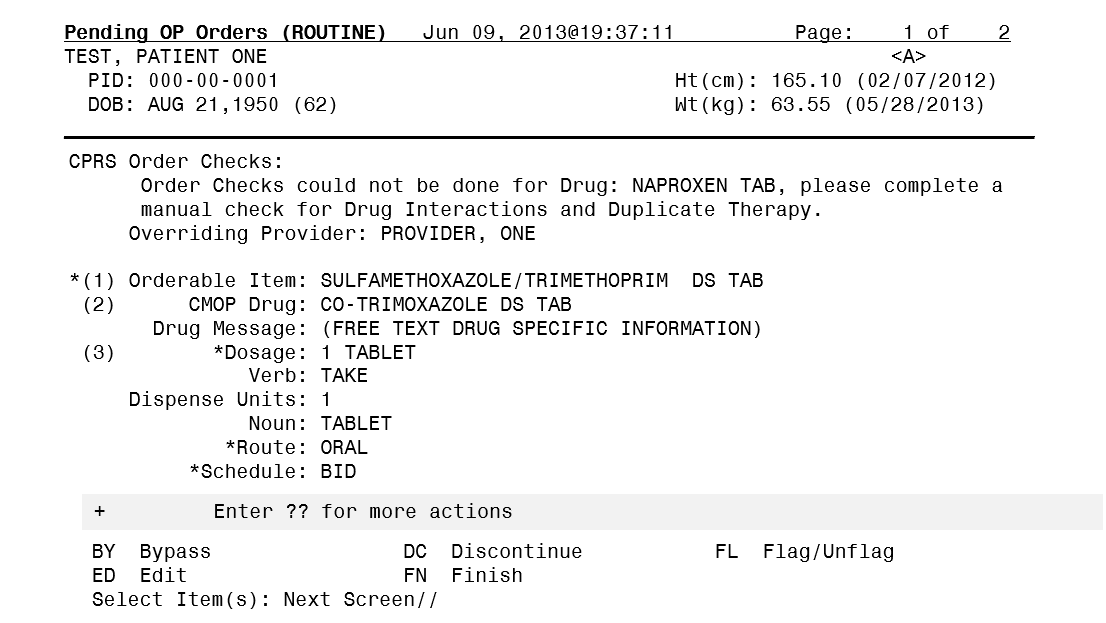 Pending OP Orders (ROUTINE)   Jun 09, 2013@19:37:11          Page:    1 of    2
TEST, PATIENT ONE                                                    <A>
  PID: 000-00-0001                                 Ht(cm): 165.10 (02/07/2012)
  DOB: AUG 21,1950 (62)                            Wt(kg): 63.55 (05/28/2013)
CPRS Order Checks:
      Order Checks could not be done for Drug: NAPROXEN TAB, please complete a
      manual check for Drug Interactions and Duplicate Therapy.
     Overriding Provider: PROVIDER, ONE
*(1) Orderable Item: SULFAMETHOXAZOLE/TRIMETHOPRIM  DS TAB
 (2)      CMOP Drug: CO-TRIMOXAZOLE DS TAB
       Drug Message: (FREE TEXT DRUG SPECIFIC INFORMATION)
 (3)        *Dosage: 1 TABLET
               Verb: TAKE
     Dispense Units: 1
               Noun: TABLET
             *Route: ORAL
          *Schedule: BID
+         Enter ?? for more actions
BY  Bypass                DC  Discontinue           FL  Flag/Unflag
ED  Edit                  FN  Finish
Select Item(s): Next Screen//